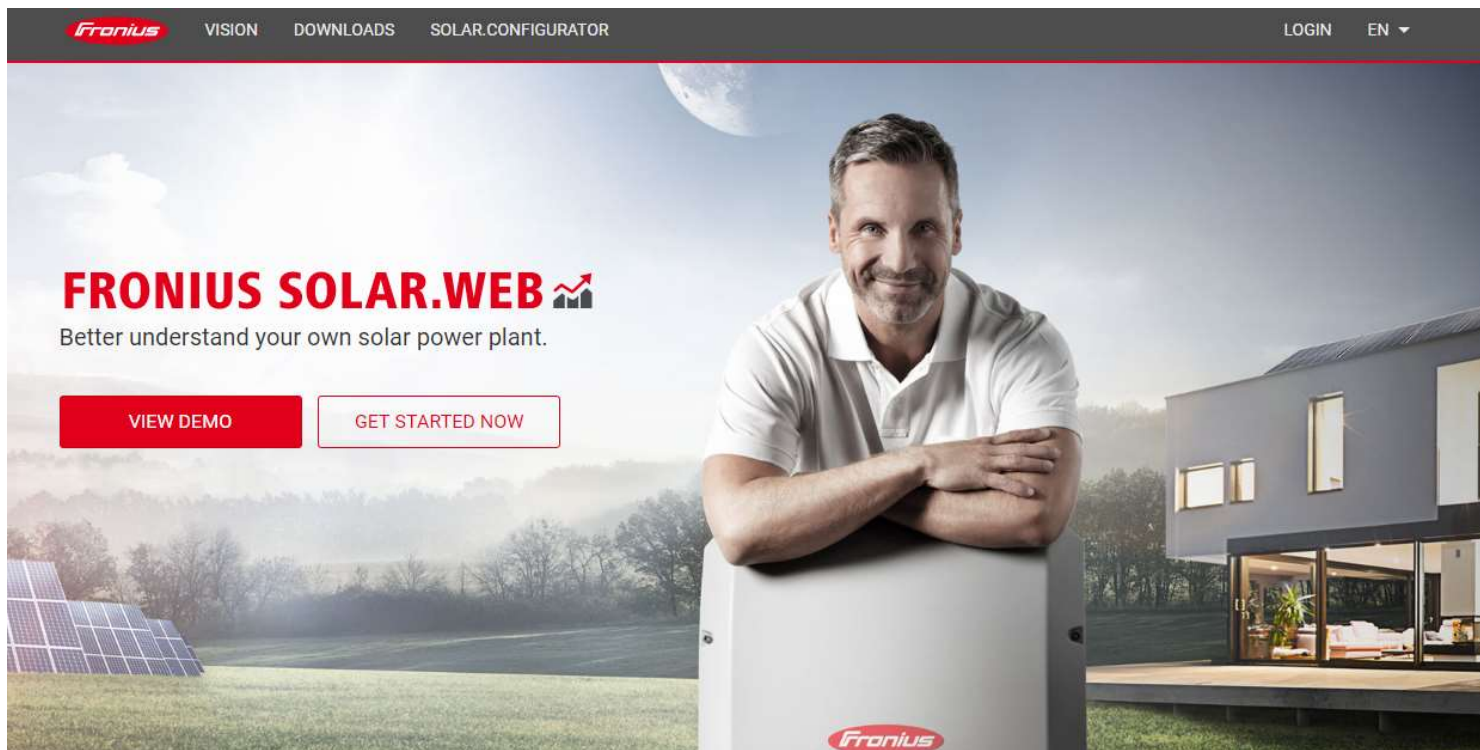 Fronius VISION DOWNLOADS SOLAR.CONFIGURATOR LOGIN EN
FRONIUS SOLAR.WEB
Better understand your own solar power plant.
VIEW DEMO GET STARTED NOW
Fronius